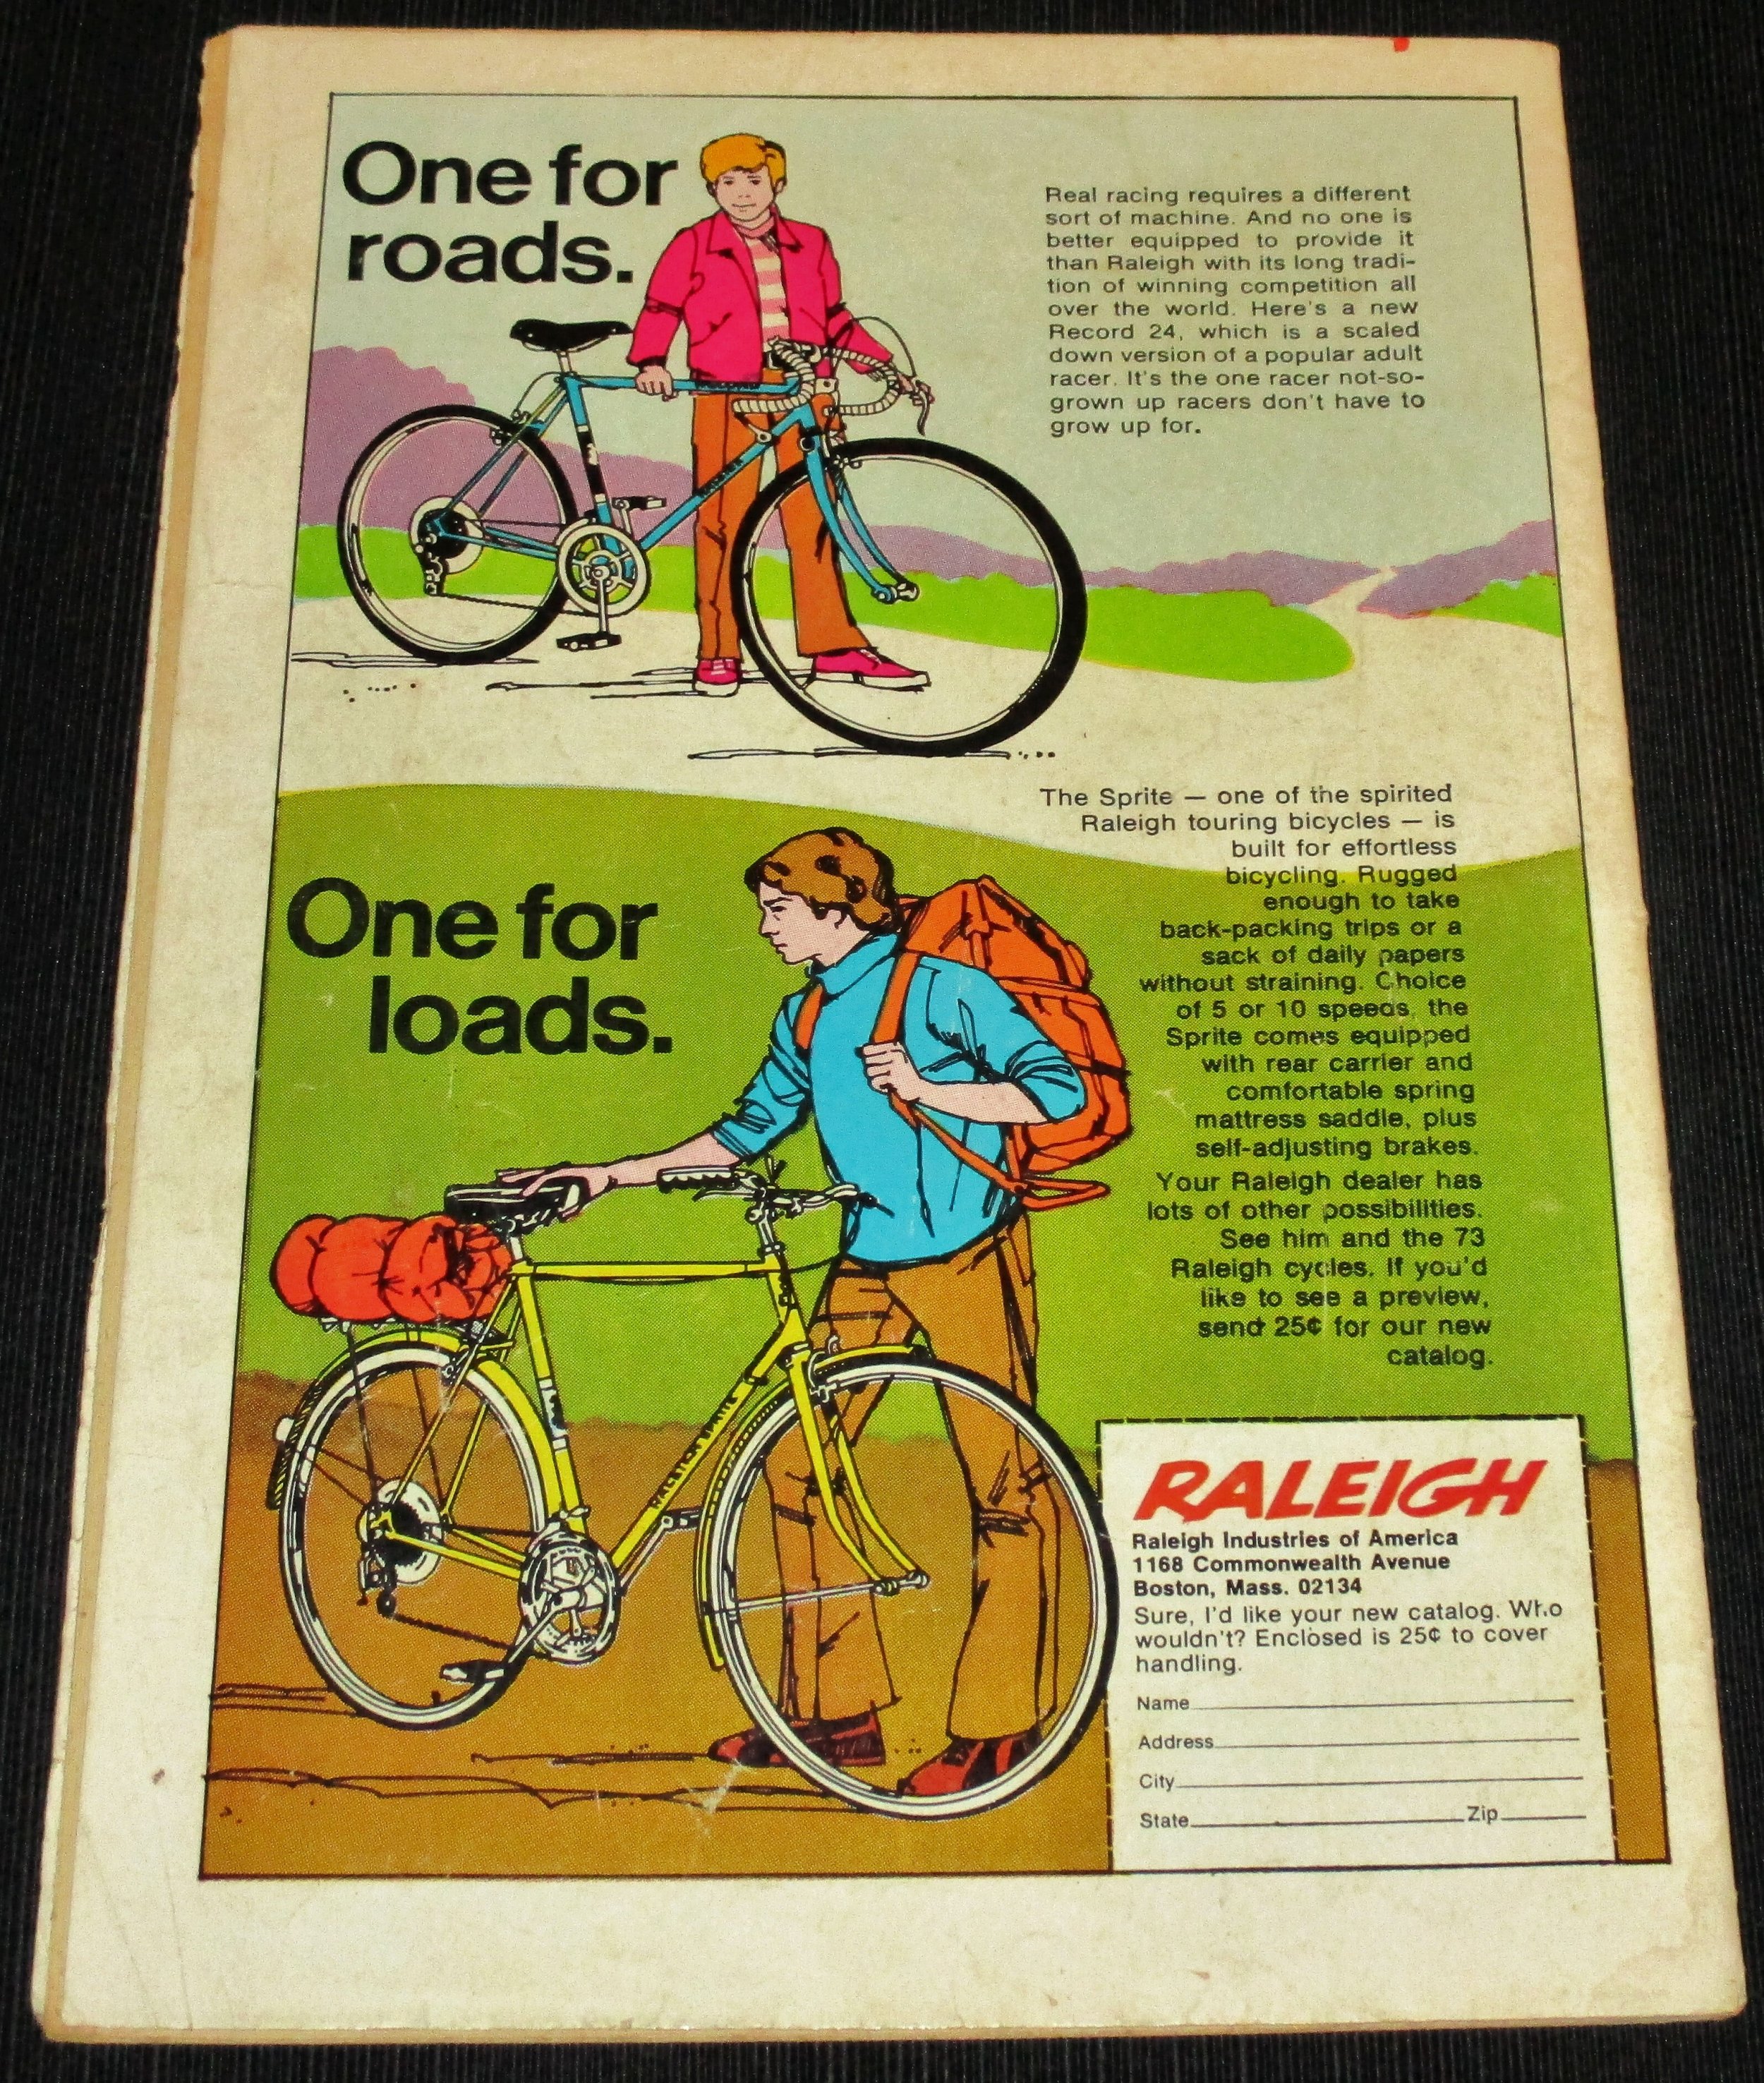 One for
roads.
Real racing requires a different
sort of machine. And no one is
better equipped to provide it
than Raleigh with its long tradi-
tion of winning competition all
over the world. Here's a new
Record 24, which is a scaled
down version of a popular adult
racer. It's the one racer not-so-
grown up racers don't have to
grow up for.
The Sprite — one of the spirited
Raleigh touring bicycles — is
built for effortless
bicycling. Rugged
enough to take
back-packing trips or a
sack of daily papers
without straining. Choice
of 5 or 10 speeds, the
Sprite comes equipped
with rear carrier and
comfortable spring
mattress saddle, plus
self-adjusting brakes.
Your Raleigh dealer has
lots of other possibilities.
See him and the 73
Raleigh cycles. If you'd
like to see a preview,
send 25¢ for our new
catalog.
One for
loads.
RALEIGH SPRITE
RALEIGH
Raleigh Industries of America
1168 Commonwealth Avenue
Boston, Mass. 02134
Sure, I'd like your new catalog. Who
wouldn't? Enclosed is 25¢ to cover
handling.
Name
Address
City
State Zip